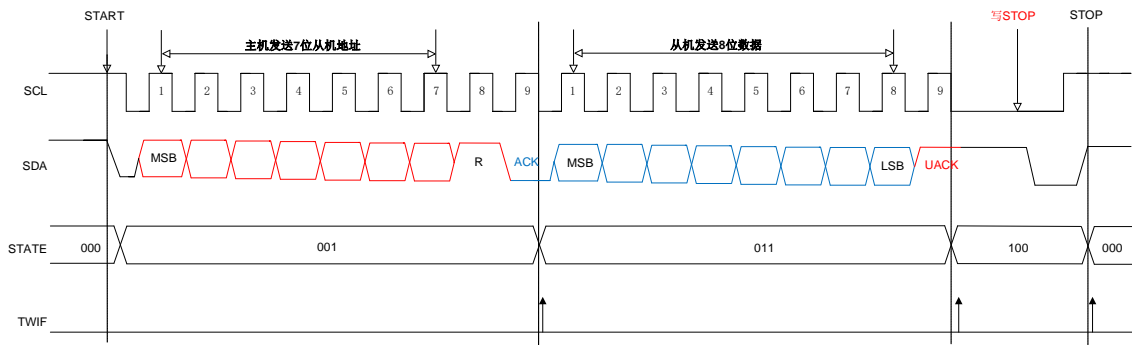 START
写STOP
STOP
主机发送7位从机地址
从机发送8位数据
SCL
1 2 3 4 5 6 7 8 9 1 2 3 4 5 6 7 8 9
SDA
MSB R ACK MSB LSB UACK
STATE
000 001 011 100 000
TWIF